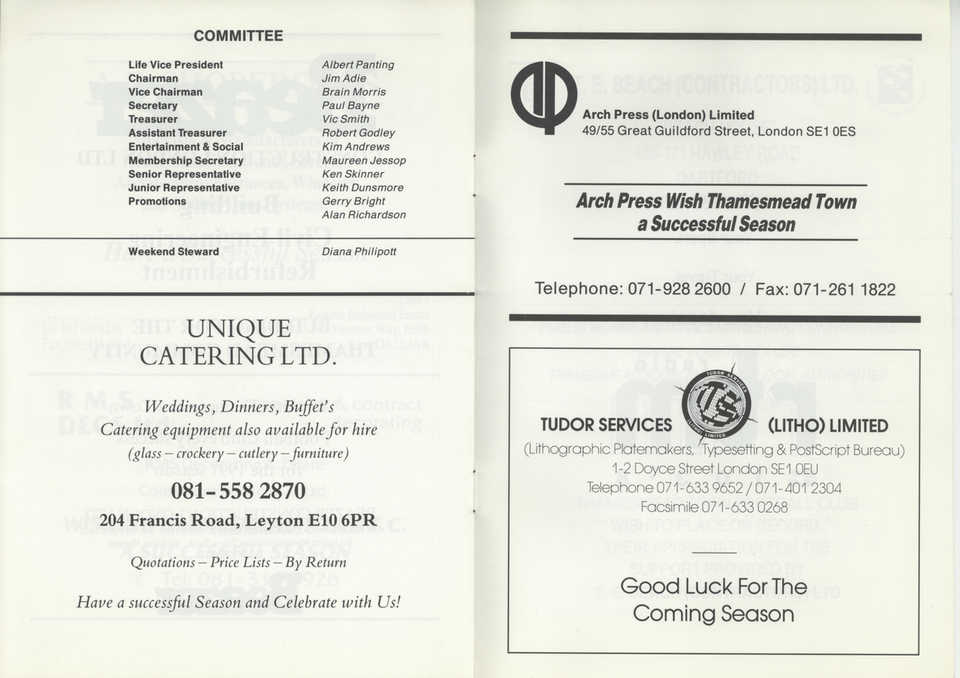 COMMITTEE
Life Vice President Albert Panting
Chairman Jim Adie
Vice Chairman Brain Morris
Secretary Paul Bayne
Treasurer Vic Smith
Assistant Treasurer Robert Godley
Entertainment & Social Kim Andrews
Membership Secretary Maureen Jessop
Senior Representative Ken Skinner
Junior Representative Keith Dunsmore
Promotions Gerry Bright
Alan Richardson
Weekend Steward Diana Philipott
UNIQUE
CATERING LTD.
Weddings, Dinners, Buffet's
Catering equipment also available for hire
(glass – crockery – cutlery – furniture)
081-558 2870
204 Francis Road, Leyton E10 6PR
Quotations – Price Lists – By Return
Have a successful Season and Celebrate with Us!
Arch Press (London) Limited
49/55 Great Guildford Street, London SE1 0ES
Arch Press Wish Thamesmead Town
a Successful Season
Telephone: 071-928 2600 / Fax: 071-261 1822
TUDOR SERVICES
(LITHO) LIMITED
TUDOR SERVICES (LITHO) LIMITED
(Lithographic Platemakers, Typesetting & PostScript Bureau)
1-2 Doyce Street London SE1 0EU
Telephone 071-633 9652 / 071-401 2304
Facsimile 071-633 0268
Good Luck For The
Coming Season